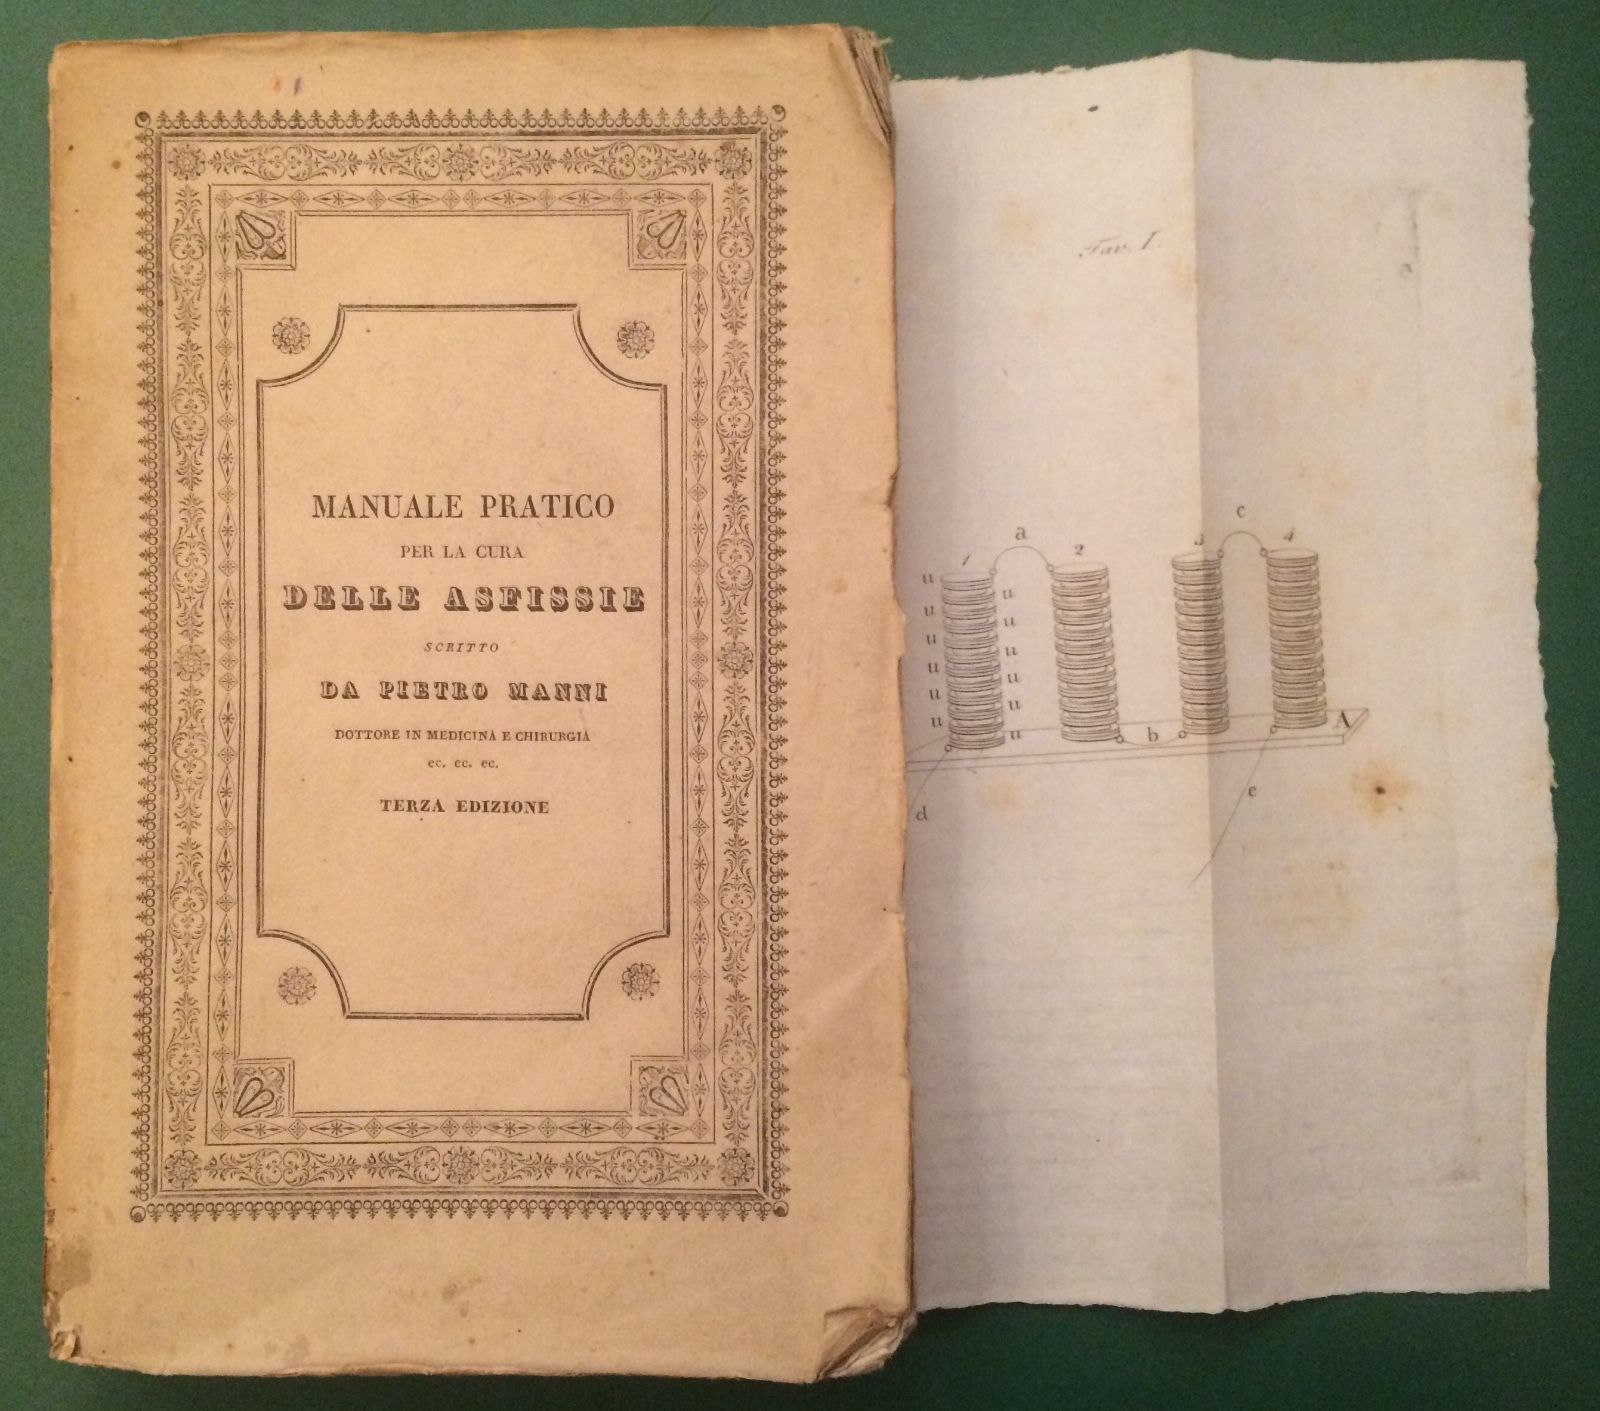 MANUALE PRATICO
PER LA CURA
DELLE ASFISSIE
SCRITTO
DA PIETRO MANNI
DOTTORE IN MEDICINA E CHIRURGIA
ec. ec. ec.
TERZA EDIZIONE
Tav. I.
a c
1 2 3 4
u u
u u
u u
u u
u u
u u
A
b
d e